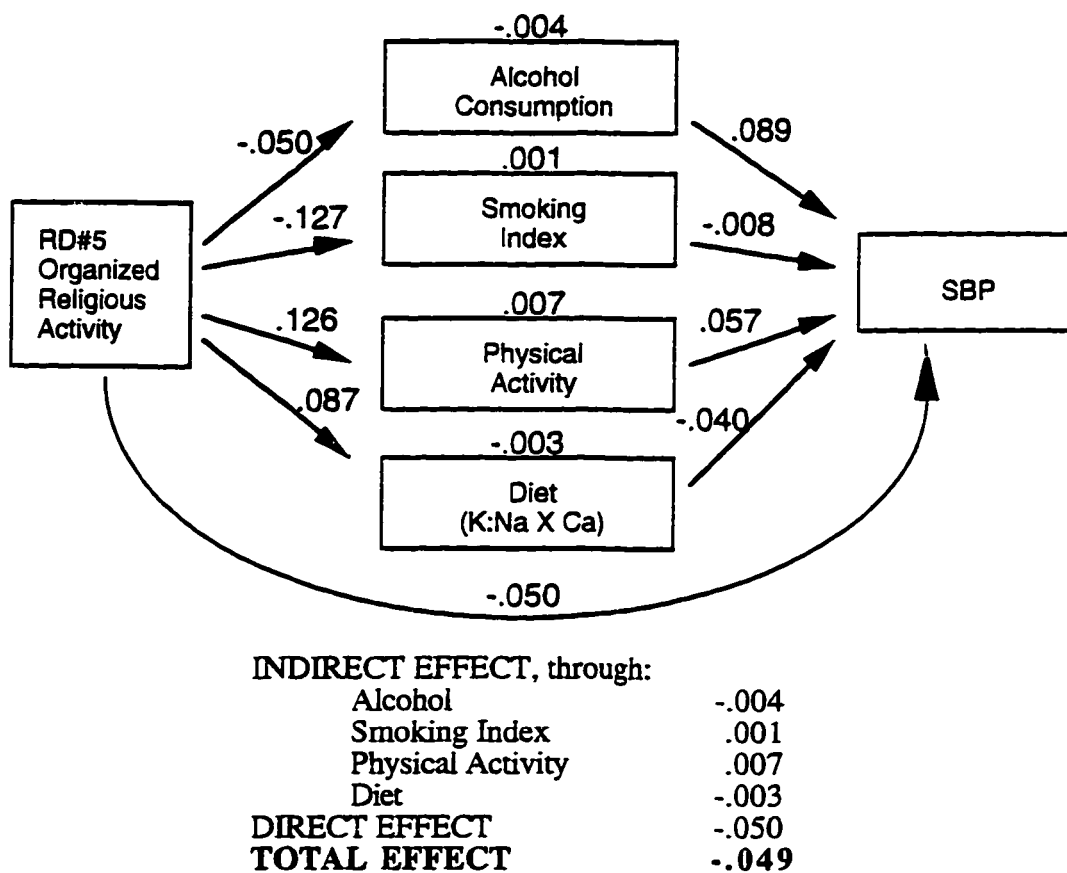 -.004
Alcohol
Consumption
-.050
.089
.001
Smoking
Index
-.127
-.008
RD#5
Organized
Religious
Activity
SBP
.007
Physical
Activity
.126
.057
.087
-.040
-.003
Diet
(K:Na X Ca)
-.050
INDIRECT EFFECT, through:
Alcohol -.004
Smoking Index .001
Physical Activity .007
Diet -.003
DIRECT EFFECT -.050
TOTAL EFFECT -.049